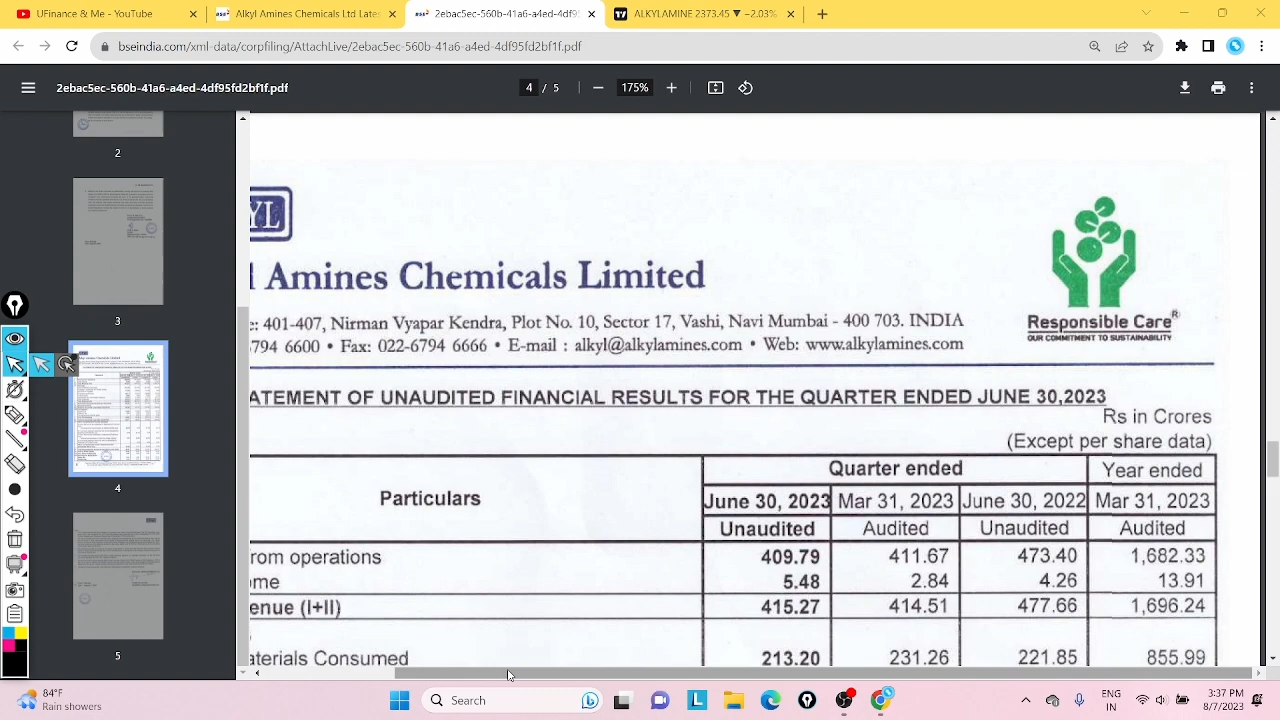 UFinance & YouTube
Alkyl Amines Chemicals Ltd Lates
2ebac5ec-560b-41a6-a4ed-4df95
ALKYLAMINE 2373.45 ▼ −2.03%
bseindia.com/xml-data/corpfiling/AttachLive/2ebac5ec-560b-41a6-a4ed-4df95fd2bf1f.pdf
2ebac5ec-560b-41a6-a4ed-4df95fd2bf1f.pdf
4 / 5
175%
2
3
4
5
l Amines Chemicals Limited
e: 401-407, Nirman Vyapar Kendra, Plot No. 10, Sector 17, Vashi, Navi Mumbai - 400 703. INDIA
6794 6600 • Fax: 022-6794 6666 • E-mail : alkyl@alkylamines.com • Web: www.alkylamines.com
Responsible Care®
OUR COMMITMENT TO SUSTAINABILITY
ATEMENT OF UNAUDITED FINANCIAL RESULTS FOR THE QUARTER ENDED JUNE 30,2023
Rs in Crores
(Except per share data)
Particulars Quarter ended Year ended
June 30, 2023 Mar 31, 2023 June 30, 2022 Mar 31, 2023
Unaudited Audited Unaudited Audited
from operations 409.79 411.67 473.40 1,682.33
me 5.48 2.84 4.26 13.91
enue (I+II) 415.27 414.51 477.66 1,696.24
aterials Consumed 213.20 231.26 221.85 855.99
84°F
Rain showers
Search
ENG
IN
3:37 PM
8/7/2023